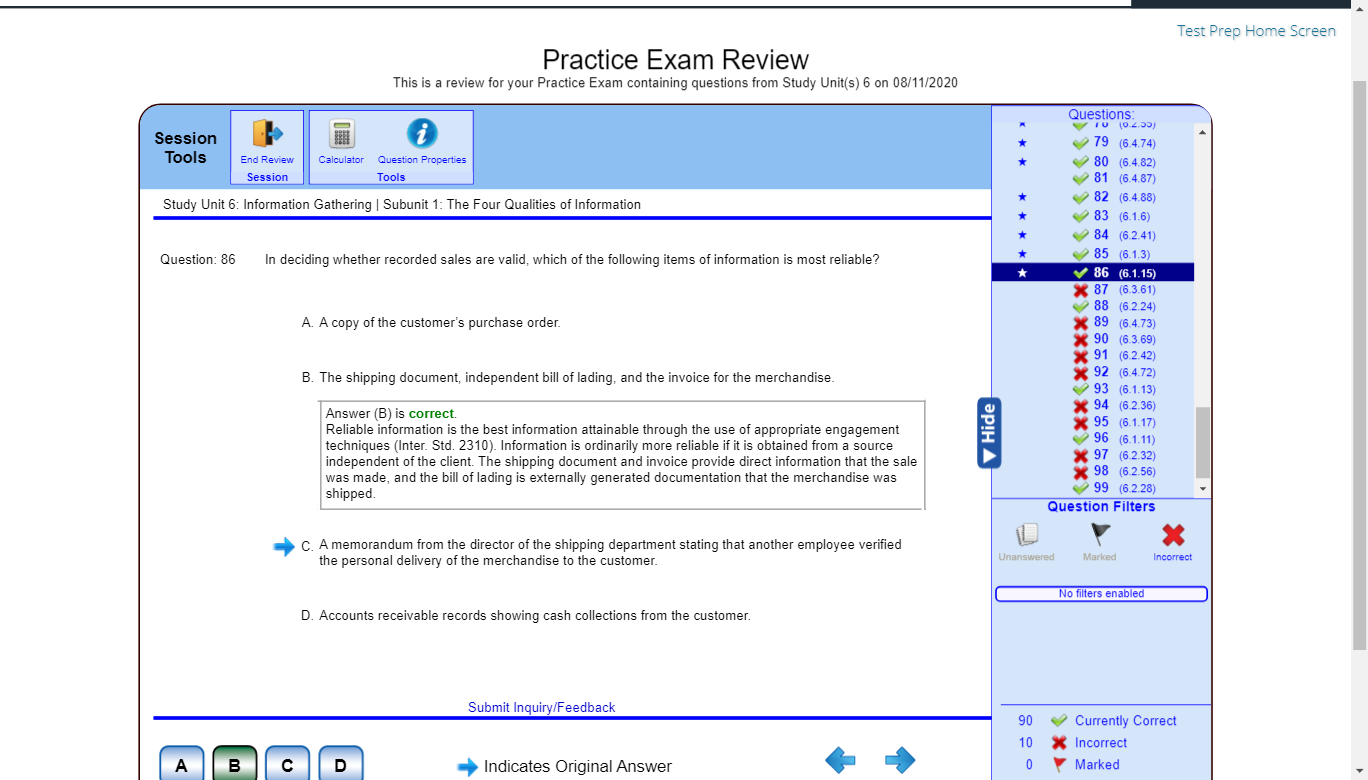 Test Prep Home Screen
Practice Exam Review
This is a review for your Practice Exam containing questions from Study Unit(s) 6 on 08/11/2020
Session
Tools
End Review
Session
Calculator
Question Properties
Tools
Study Unit 6: Information Gathering | Subunit 1: The Four Qualities of Information
Question: 86
In deciding whether recorded sales are valid, which of the following items of information is most reliable?
A. A copy of the customer's purchase order.
B. The shipping document, independent bill of lading, and the invoice for the merchandise.
Answer (B) is correct.
Reliable information is the best information attainable through the use of appropriate engagement
techniques (Inter. Std. 2310). Information is ordinarily more reliable if it is obtained from a source
independent of the client. The shipping document and invoice provide direct information that the sale
was made, and the bill of lading is externally generated documentation that the merchandise was
shipped.
C. A memorandum from the director of the shipping department stating that another employee verified
the personal delivery of the merchandise to the customer.
D. Accounts receivable records showing cash collections from the customer.
Submit Inquiry/Feedback
A B C D
Indicates Original Answer
Hide
Questions:
79 (6.4.74)
80 (6.4.82)
81 (6.4.87)
82 (6.4.88)
83 (6.1.6)
84 (6.2.41)
85 (6.1.3)
86 (6.1.15)
87 (6.3.61)
88 (6.2.24)
89 (6.4.73)
90 (6.3.69)
91 (6.2.42)
92 (6.4.72)
93 (6.1.13)
94 (6.2.36)
95 (6.1.17)
96 (6.1.11)
97 (6.2.32)
98 (6.2.56)
99 (6.2.28)
Question Filters
Unanswered
Marked
Incorrect
No filters enabled
90 Currently Correct
10 Incorrect
0 Marked